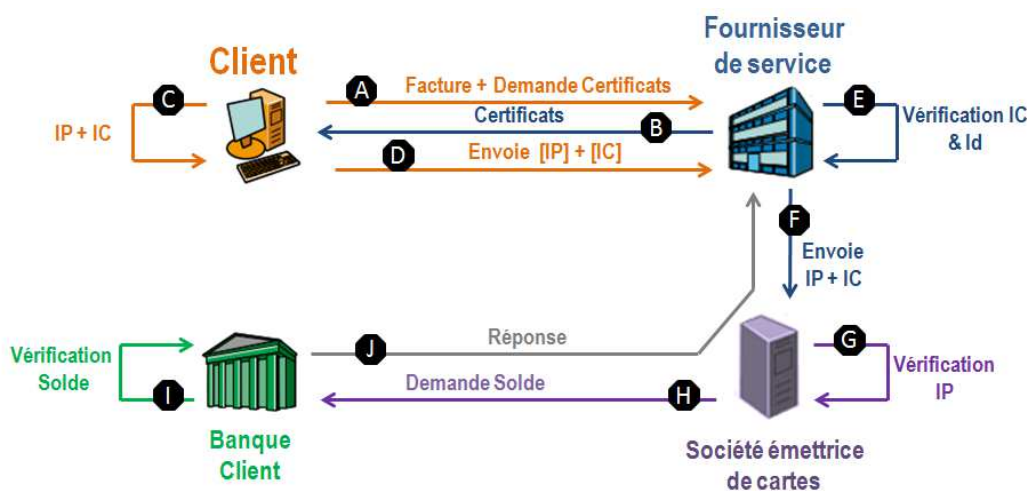 Fournisseur
de service
Client
C
A
Facture + Demande Certificats
E
IP + IC
Certificats
B
Vérification IC
& Id
D
Envoie [IP] + [IC]
F
Envoie
IP + IC
Vérification
Solde
J
Réponse
G
Vérification
IP
I
Demande Solde
H
Banque
Client
Société émettrice
de cartes